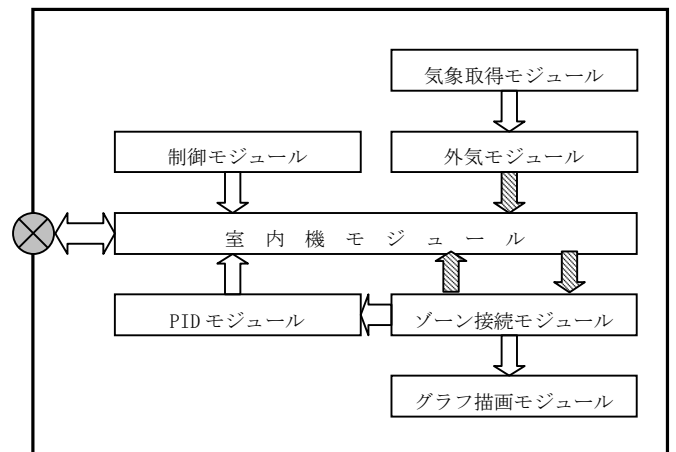 気象取得モジュール
制御モジュール
外気モジュール
室内機モジュール
PIDモジュール
ゾーン接続モジュール
グラフ描画モジュール